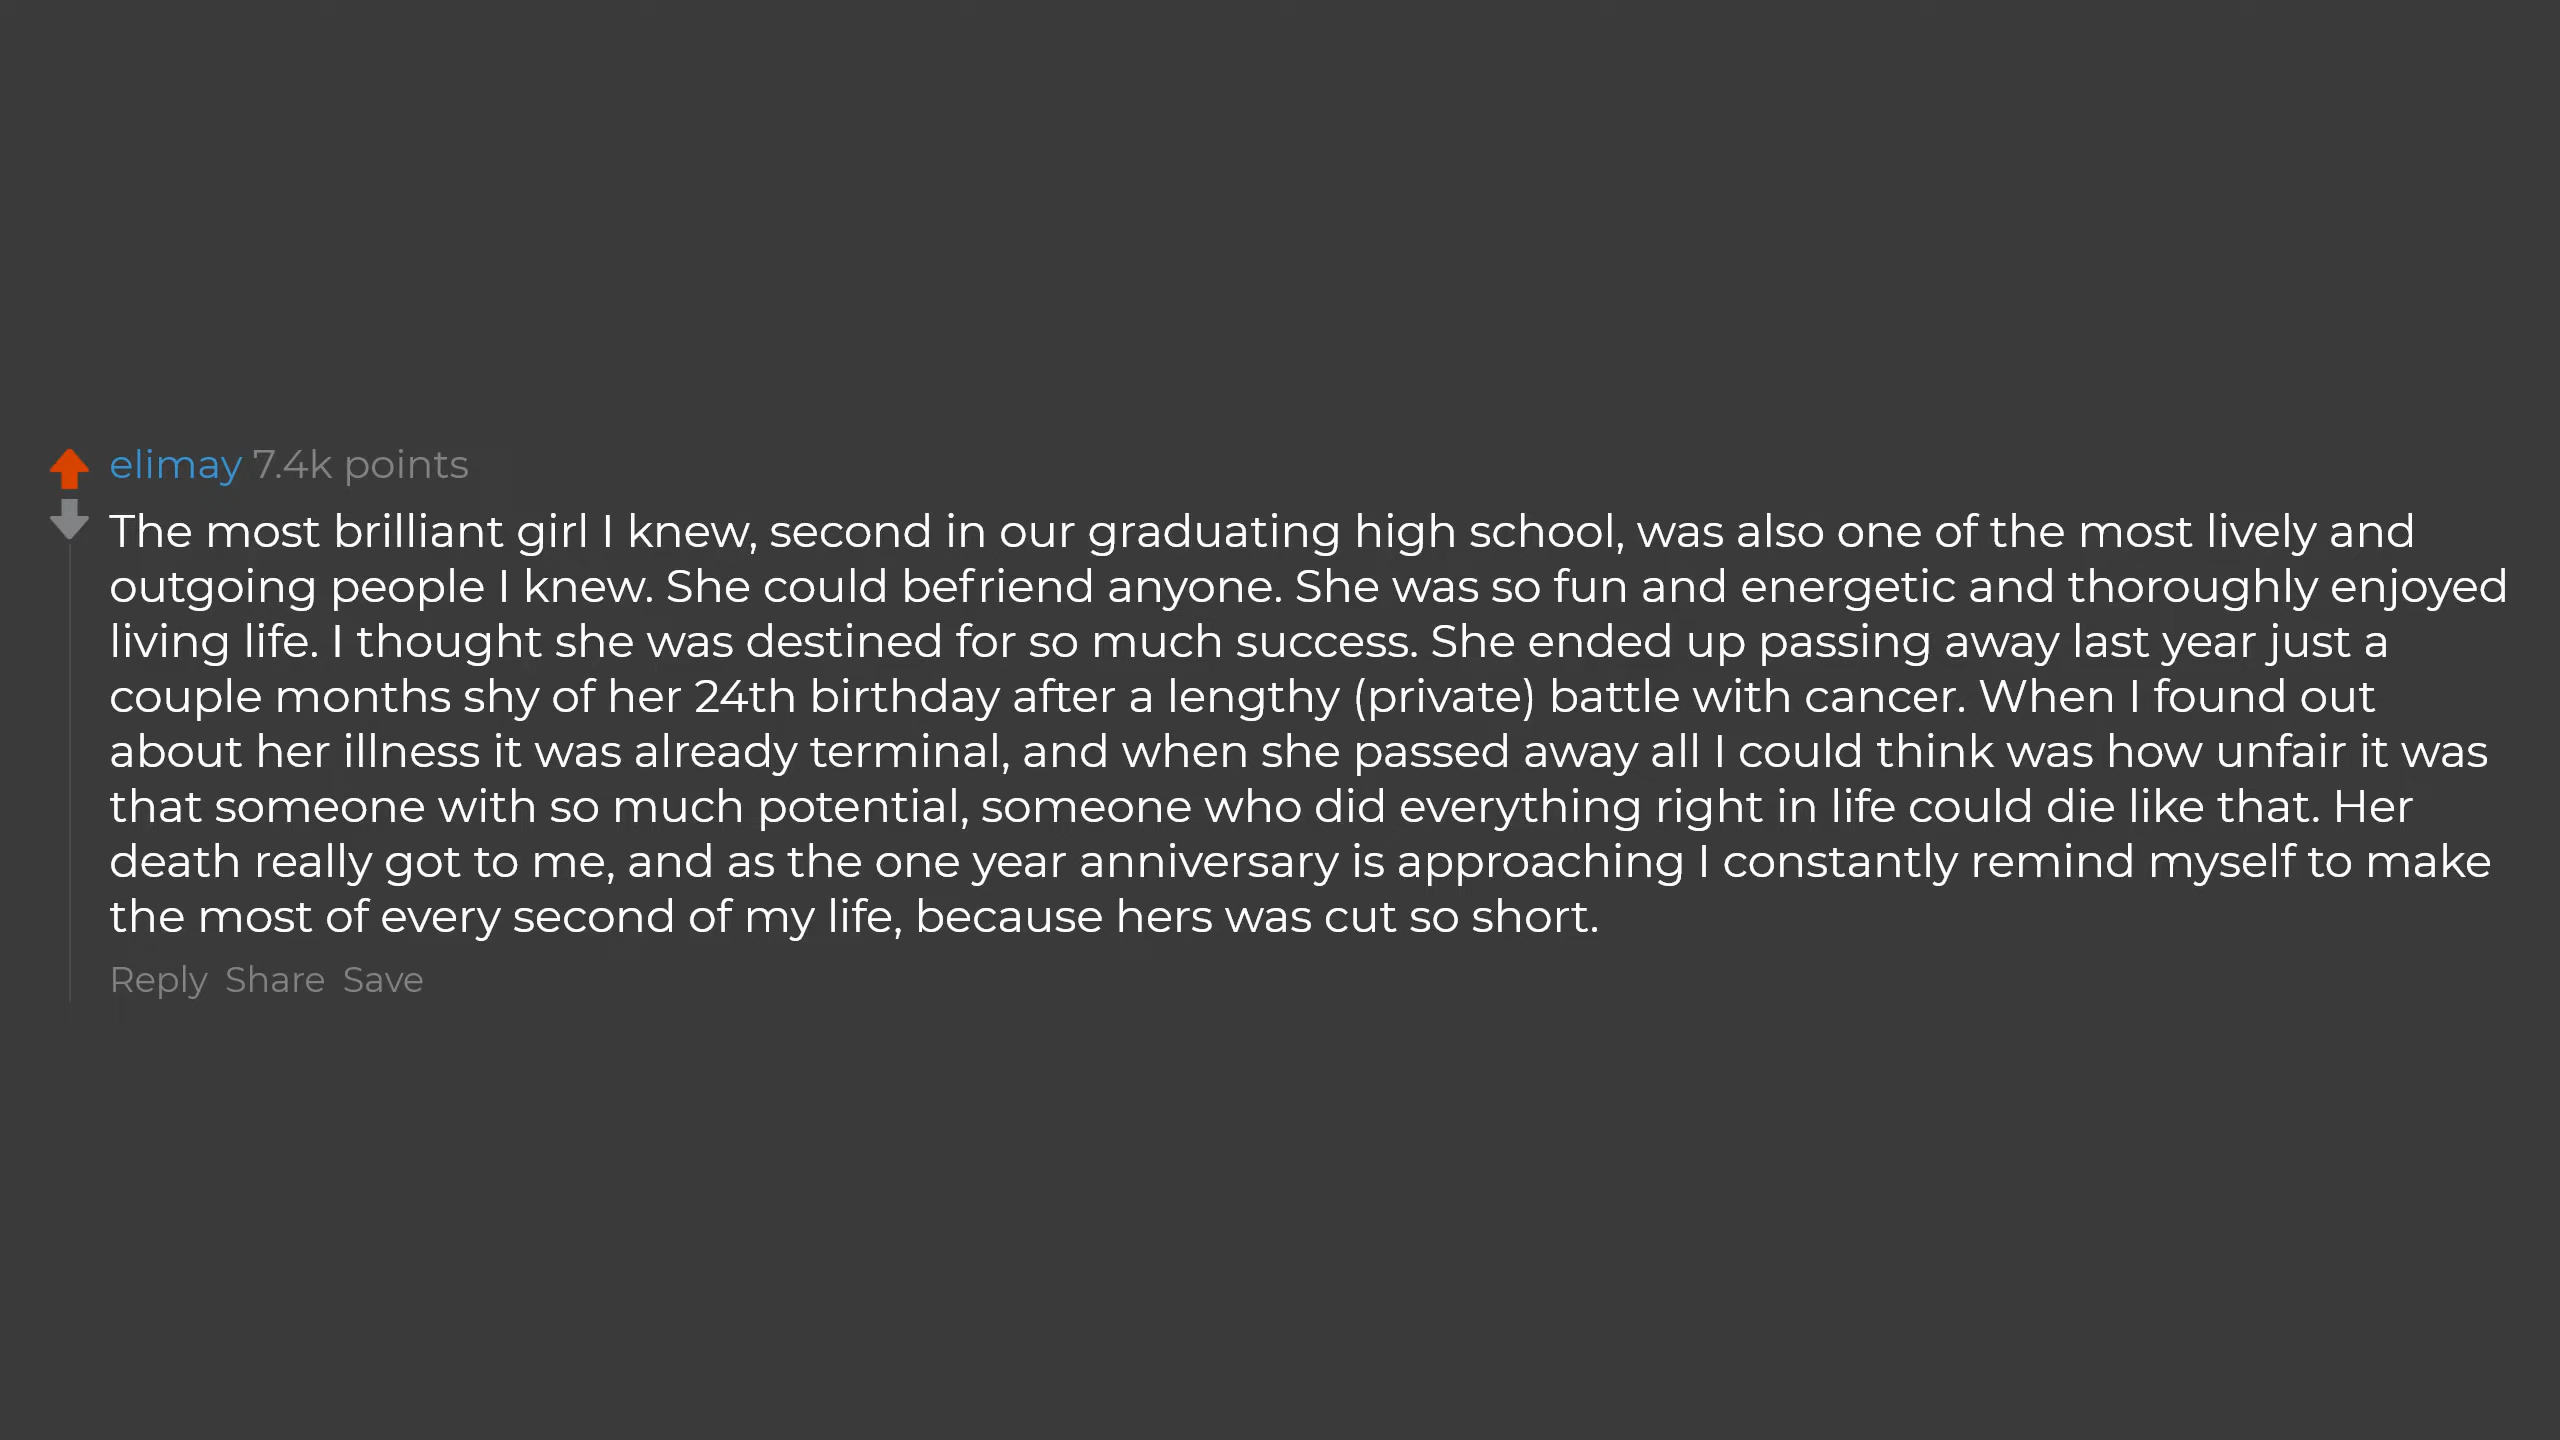 elimay 7.4k points
The most brilliant girl I knew, second in our graduating high school, was also one of the most lively and
outgoing people I knew. She could befriend anyone. She was so fun and energetic and thoroughly enjoyed
living life. I thought she was destined for so much success. She ended up passing away last year just a
couple months shy of her 24th birthday after a lengthy (private) battle with cancer. When I found out
about her illness it was already terminal, and when she passed away all I could think was how unfair it was
that someone with so much potential, someone who did everything right in life could die like that. Her
death really got to me, and as the one year anniversary is approaching I constantly remind myself to make
the most of every second of my life, because hers was cut so short.
Reply Share Save